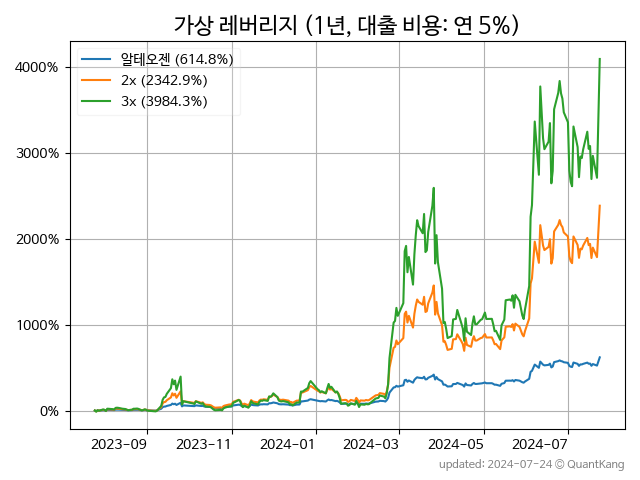 가상 레버리지 (1년, 대출 비용: 연 5%)
알테오젠 (614.8%)
2x (2342.9%)
3x (3984.3%)
4000%
3000%
2000%
1000%
0%
2023-09 2023-11 2024-01 2024-03 2024-05 2024-07
updated: 2024-07-24 © QuantKang